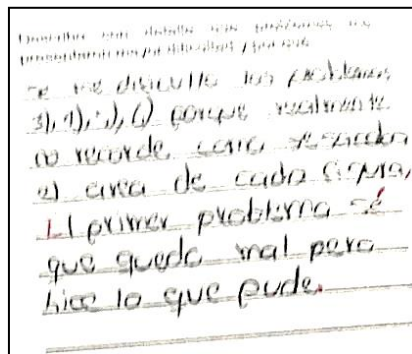 se me dificulto los problemas
3), 4), 5), 6) porque realmente
no recorde como se sacaba
el area de cada figura,
El primer problema sé
que quedo mal pero
hice lo que pude.